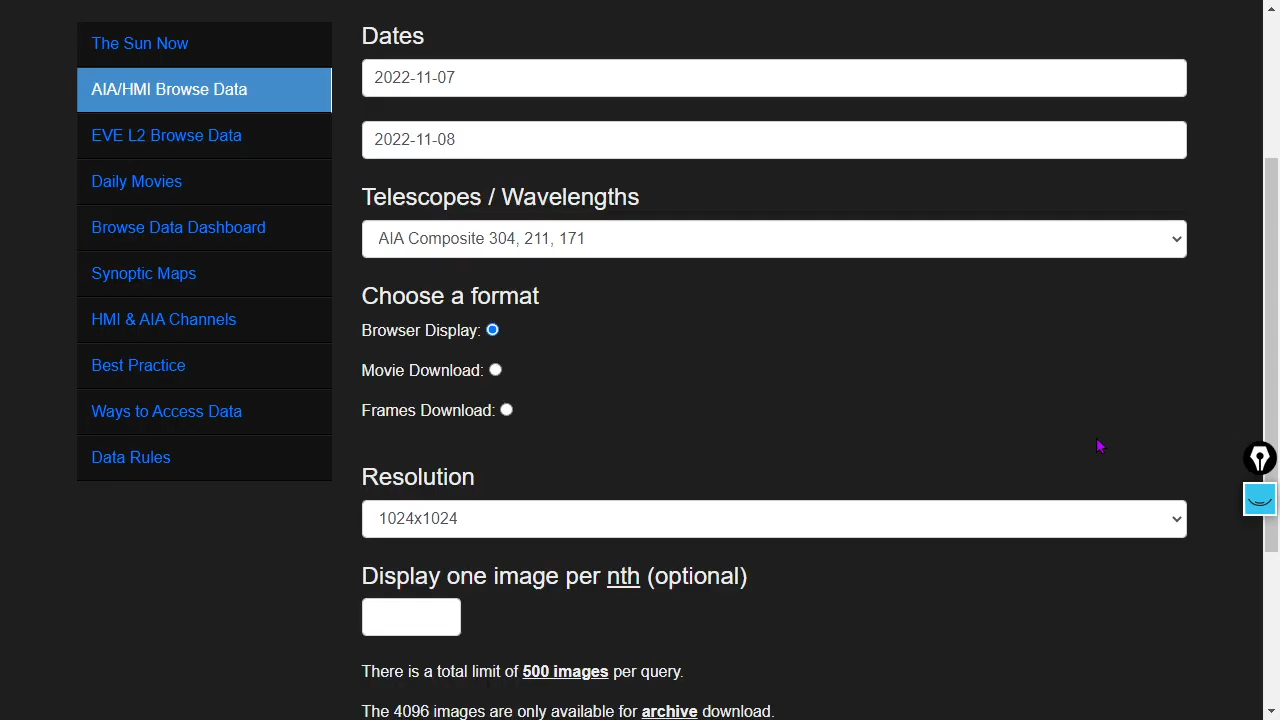 The Sun Now
AIA/HMI Browse Data
EVE L2 Browse Data
Daily Movies
Browse Data Dashboard
Synoptic Maps
HMI & AIA Channels
Best Practice
Ways to Access Data
Data Rules
Dates
2022-11-07
2022-11-08
Telescopes / Wavelengths
AIA Composite 304, 211, 171
Choose a format
Browser Display:
Movie Download:
Frames Download:
Resolution
1024x1024
Display one image per nth (optional)
There is a total limit of 500 images per query.
The 4096 images are only available for archive download.